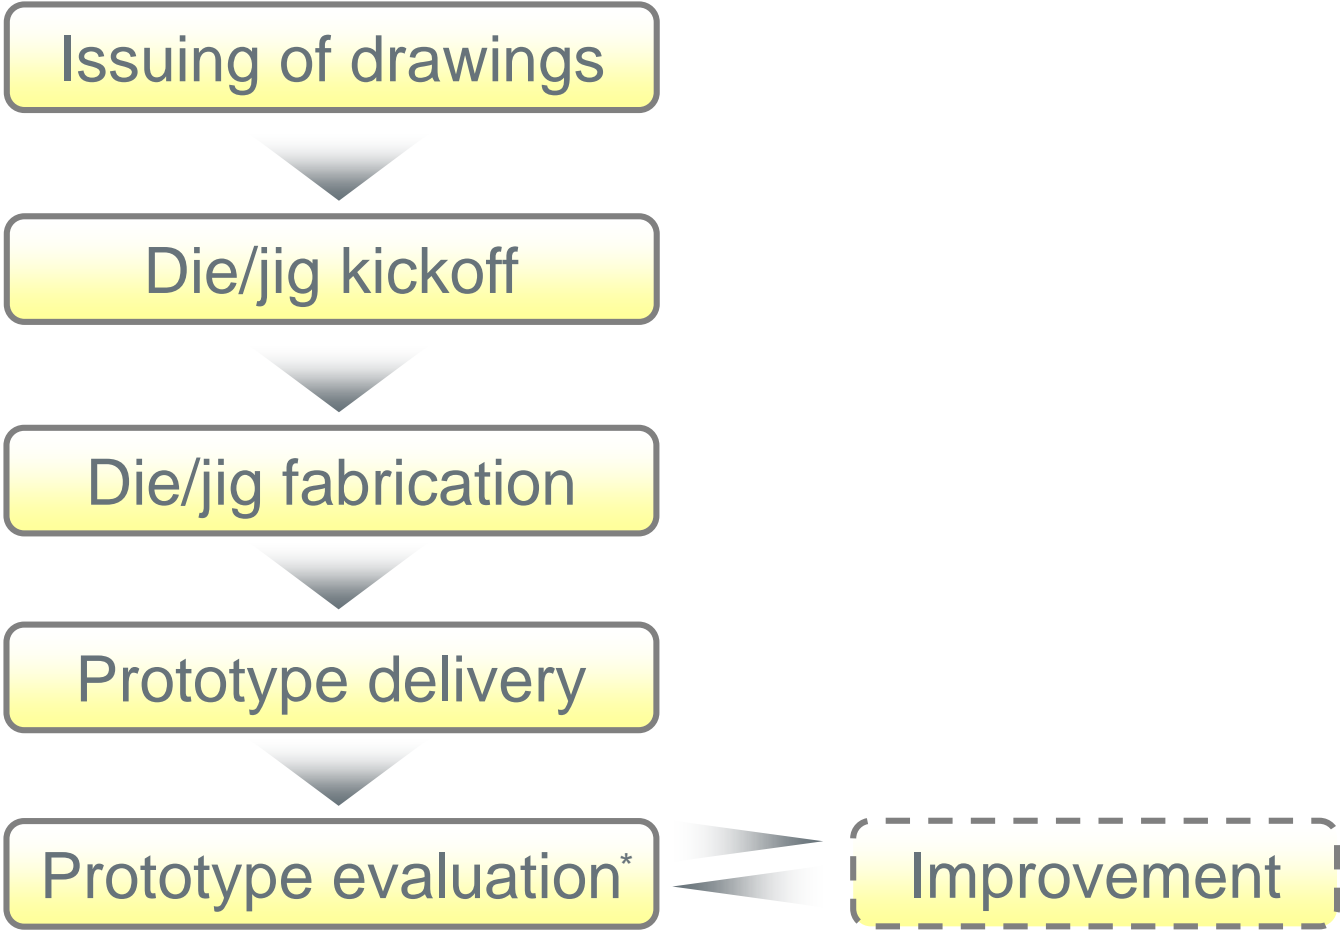 Issuing of drawings
Die/jig kickoff
Die/jig fabrication
Prototype delivery
Prototype evaluation*
Improvement